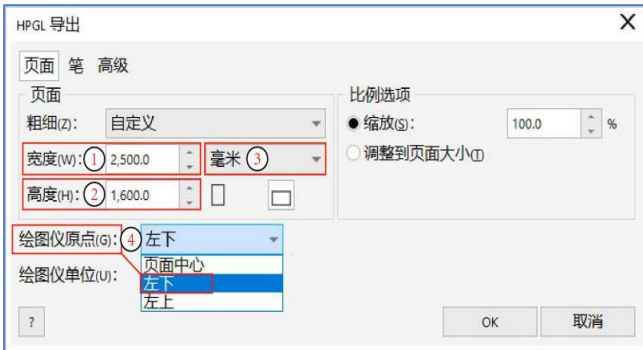 HPGL 导出
X
页面 笔 高级
页面
比例选项
粗细(Z): 自定义
缩放(S): 100.0 %
宽度(W): ① 2,500.0 毫米 ③
调整到页面大小(T)
高度(H): ② 1,600.0
绘图仪原点(G): ④ 左下
页面中心
绘图仪单位(U):
左下
左上
?
OK 取消